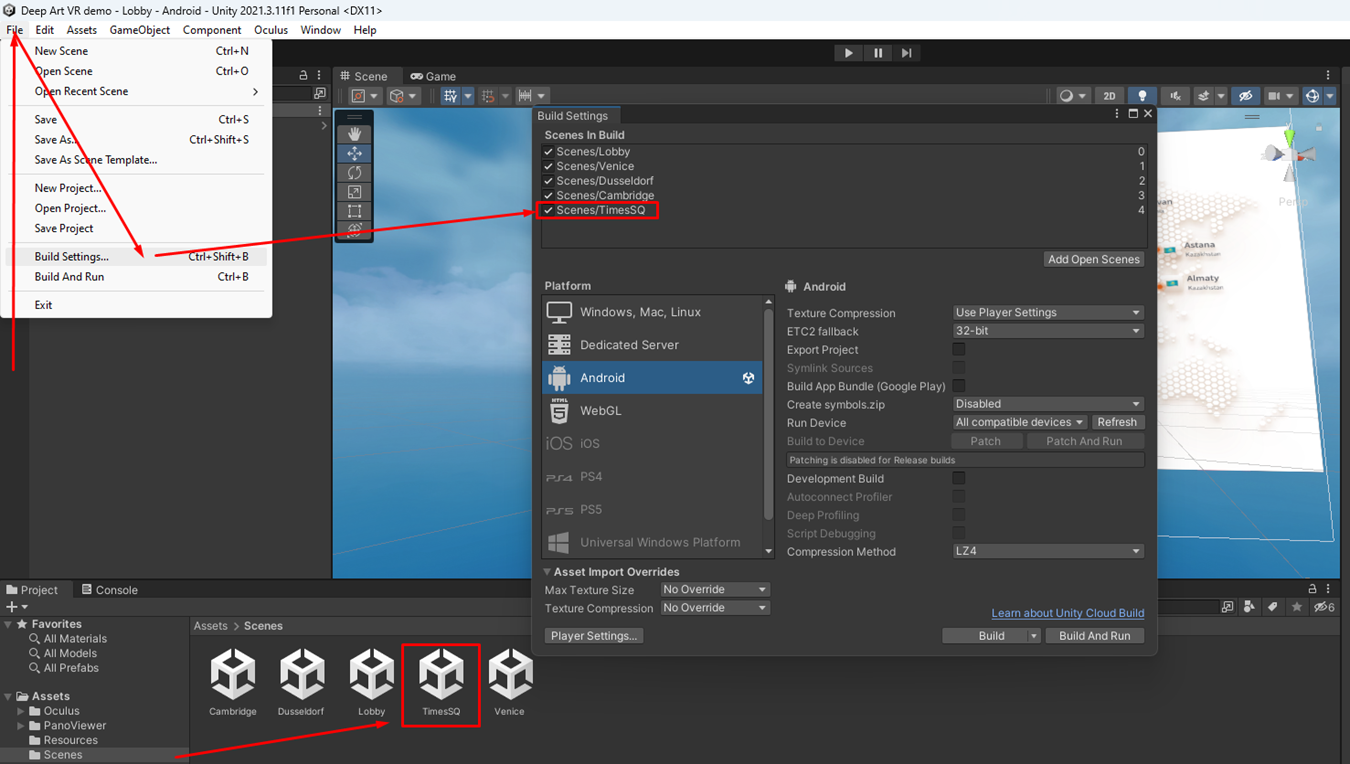 Deep Art VR demo - Lobby - Android - Unity 2021.3.11f1 Personal <DX11>
File Edit Assets GameObject Component Oculus Window Help
New Scene Ctrl+N
Open Scene Ctrl+O
Open Recent Scene
Save Ctrl+S
Save As... Ctrl+Shift+S
Save As Scene Template...
New Project...
Open Project...
Save Project
Build Settings... Ctrl+Shift+B
Build And Run Ctrl+B
Exit
Scene Game
2D
Persp
Astana
Kazakhstan
Almaty
Kazakhstan
Build Settings
Scenes In Build
Scenes/Lobby 0
Scenes/Venice 1
Scenes/Dusseldorf 2
Scenes/Cambridge 3
Scenes/TimesSQ 4
Add Open Scenes
Platform
Windows, Mac, Linux
Dedicated Server
Android
HTML
5
WebGL
iOS iOS
PS4 PS4
PS5 PS5
Universal Windows Platform
Android
Texture Compression Use Player Settings
ETC2 fallback 32-bit
Export Project
Symlink Sources
Build App Bundle (Google Play)
Create symbols.zip Disabled
Run Device All compatible devices Refresh
Build to Device Patch Patch And Run
Patching is disabled for Release builds
Development Build
Autoconnect Profiler
Deep Profiling
Script Debugging
Compression Method LZ4
Asset Import Overrides
Max Texture Size No Override
Texture Compression No Override
Learn about Unity Cloud Build
Player Settings... Build Build And Run
Project Console
6
Favorites
All Materials
All Models
All Prefabs
Assets
Oculus
PanoViewer
Resources
Scenes
Assets > Scenes
Cambridge Dusseldorf Lobby TimesSQ Venice